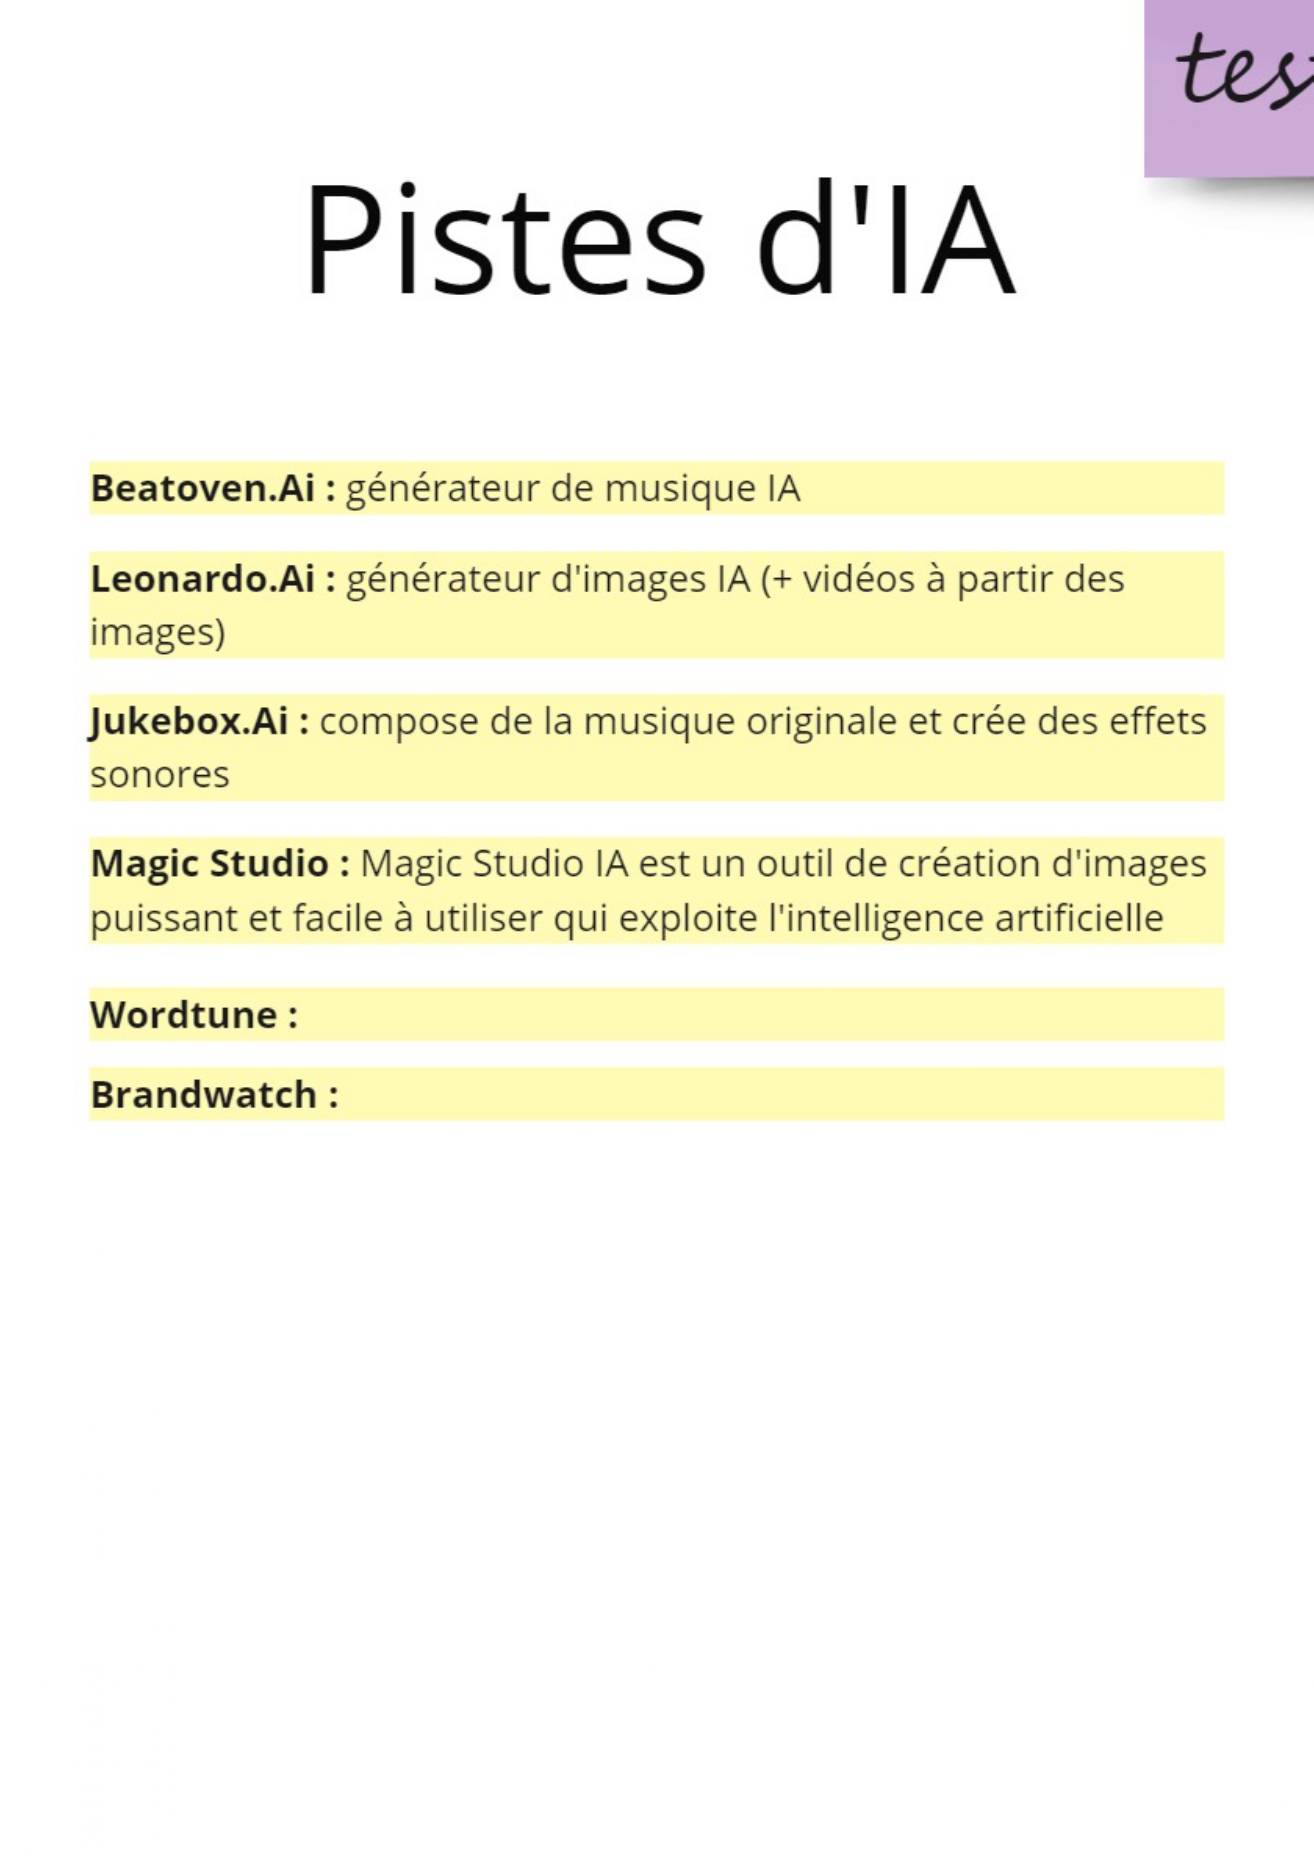 Pistes d'IA
Beatoven.Ai : générateur de musique IA
Leonardo.Ai : générateur d'images IA (+ vidéos à partir des
images)
Jukebox.Ai : compose de la musique originale et crée des effets
sonores
Magic Studio : Magic Studio IA est un outil de création d'images
puissant et facile à utiliser qui exploite l'intelligence artificielle
Wordtune :
Brandwatch :